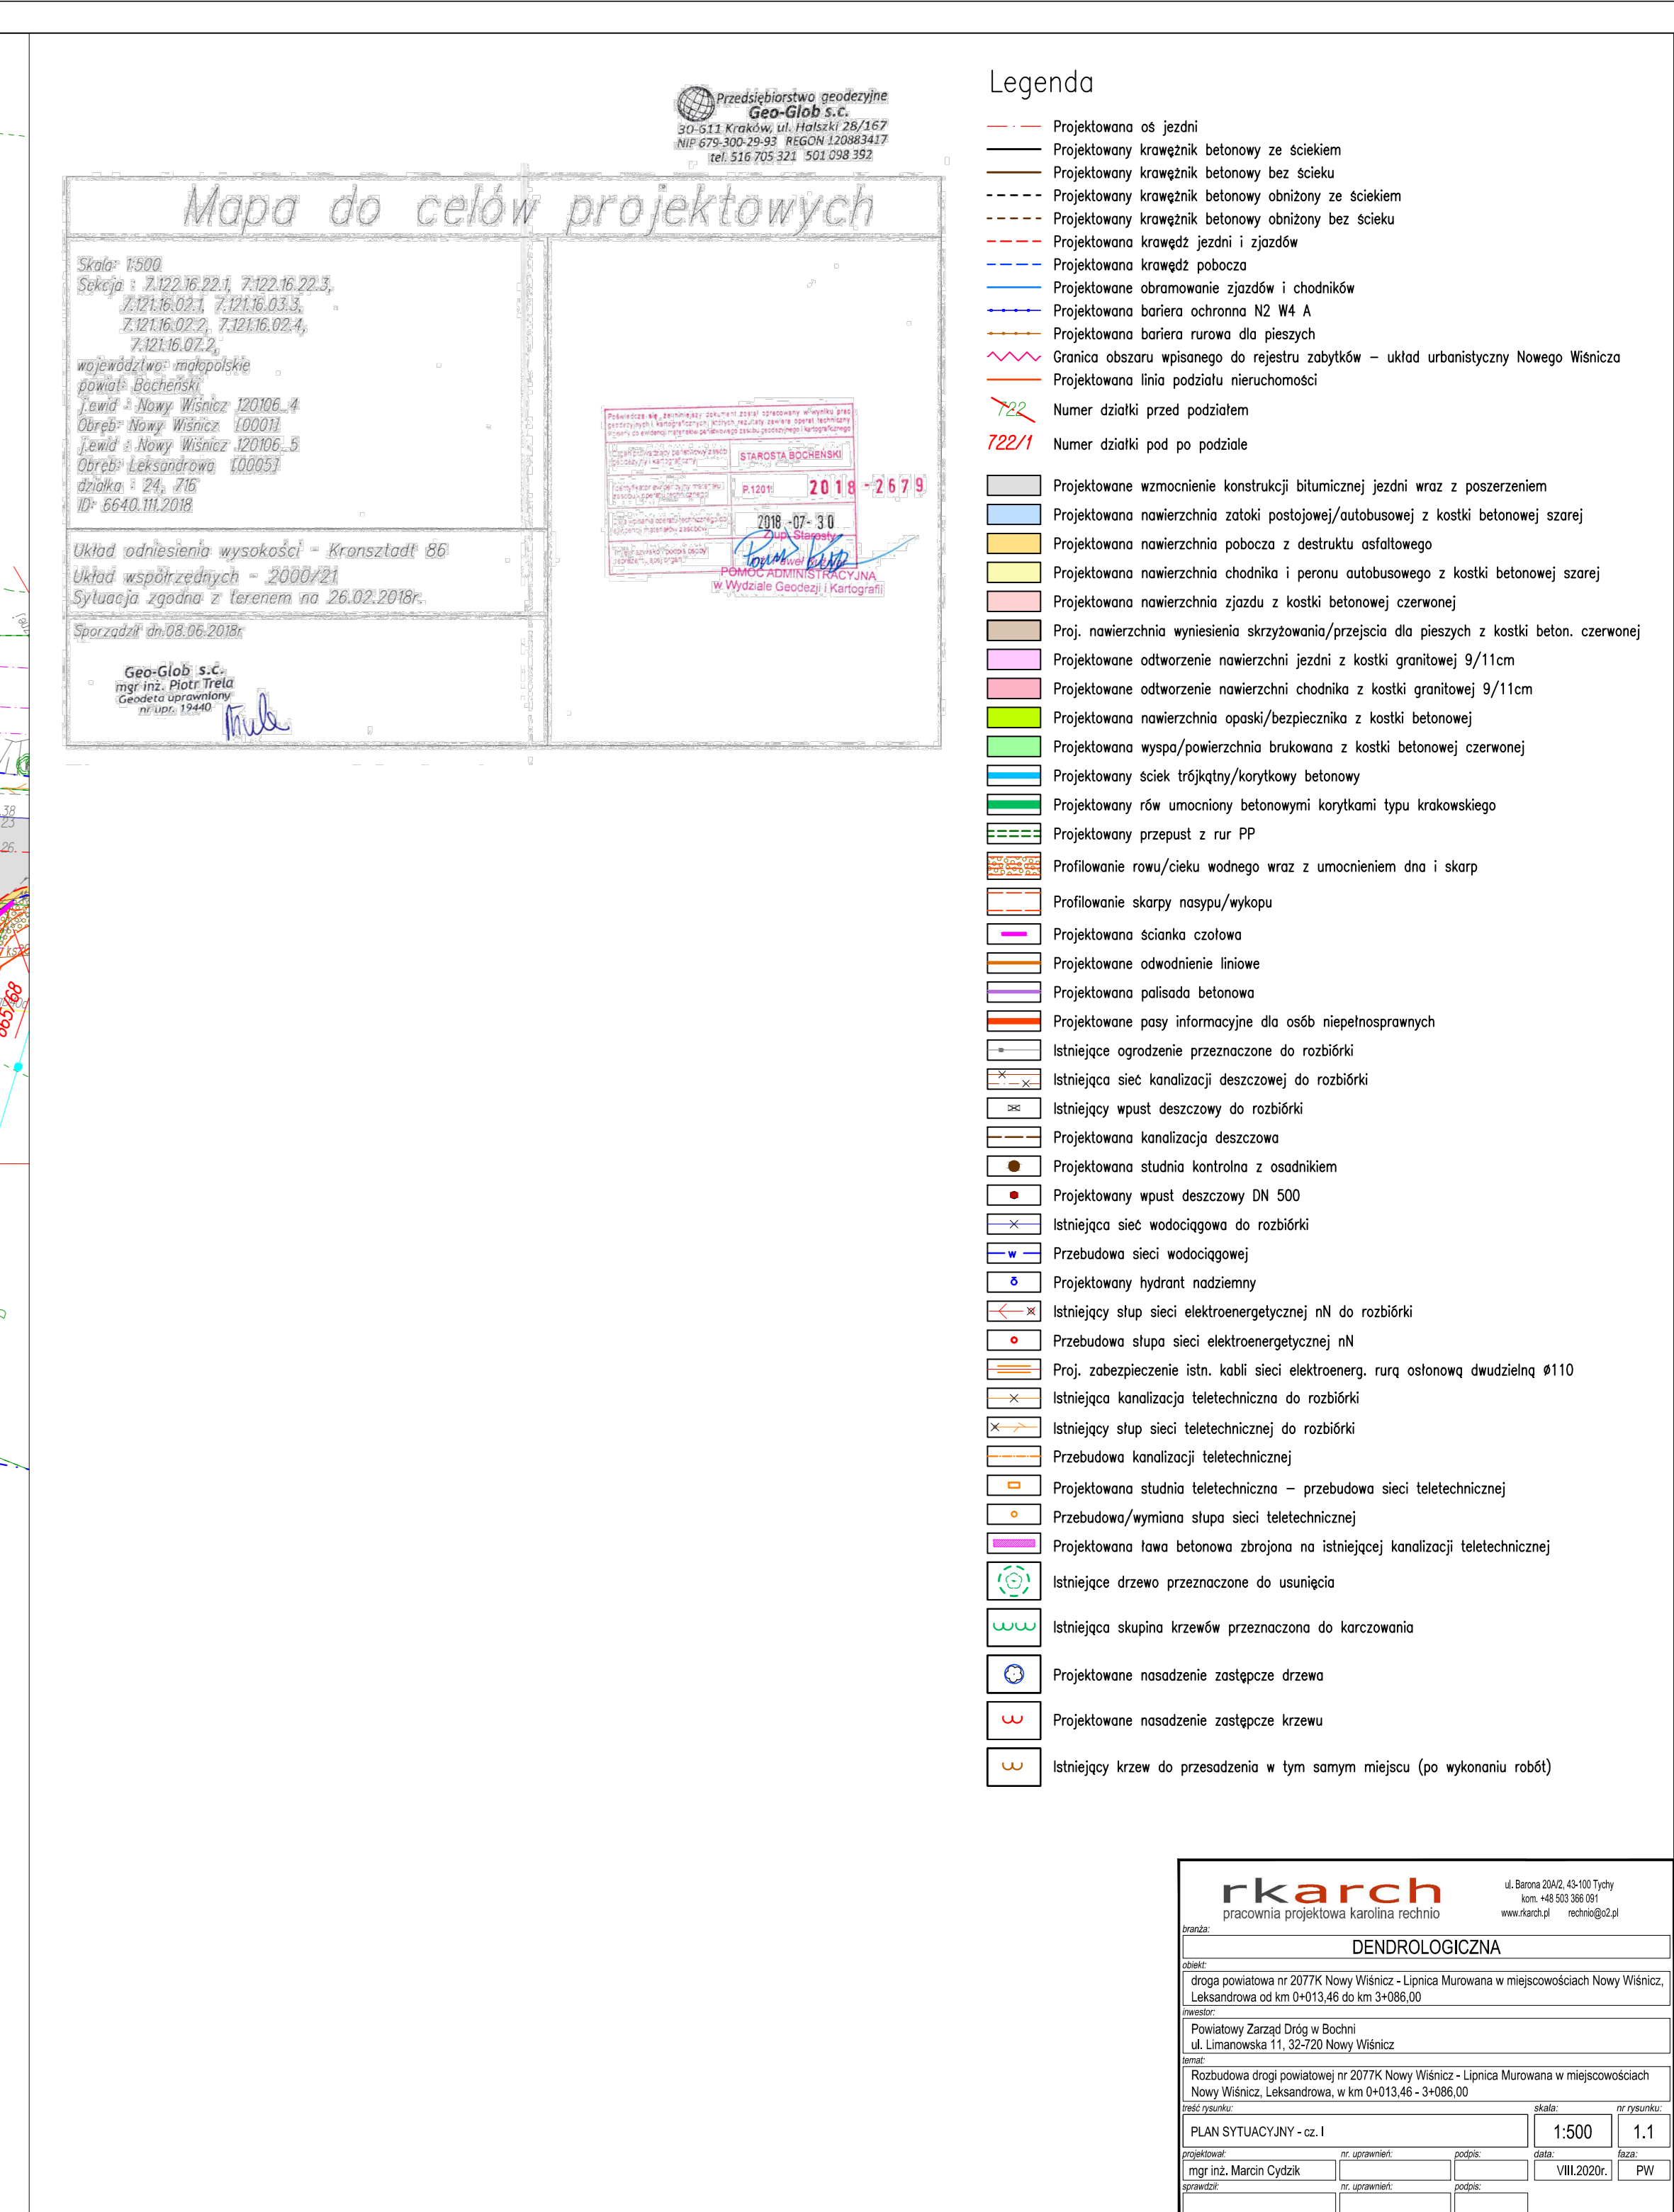 Przedsiębiorstwo geodezyjne
Geo-Glob s.c.
30-611 Kraków, ul. Halszki 28/167
NIP 679-300-29-93 REGON 120883417
tel. 516 705 321 501 098 392
Mapa do celów projektowych
Skala: 1:500
Sekcja : 7.122.16.22.1, 7.122.16.22.3,
7.121.16.02.1, 7.121.16.03.3,
7.121.16.02.2, 7.121.16.02.4,
7.121.16.07.2,
województwo: małopolskie
powiat: Bocheński
j.ewid : Nowy Wiśnicz 120106_4
Obręb: Nowy Wiśnicz [0001]
j.ewid : Nowy Wiśnicz 120106_5
Obręb: Leksandrowa [0005]
działka : 24, 716
ID: 6640.111.2018
Układ odniesienia wysokości - Kronsztadt 86
Układ współrzędnych - 2000/21
Sytuacja zgodna z terenem na 26.02.2018r.
Sporządził dn.08.06.2018r
Geo-Glob s.c.
mgr inż. Piotr Trela
Geodeta uprawniony
nr upr. 19440
Poświadcza się, że niniejszy dokument został opracowany w wyniku prac
geodezyjnych i kartograficznych, których rezultaty zawiera operat techniczny
STAROSTA BOCHEŃSKI
P.1201 2018 - 2679
2018 -07- 30
Z up. Starosty
POMOC ADMINISTRACYJNA
w Wydziale Geodezji i Kartografii
38
23
26.
665/68
Legenda
Projektowana oś jezdni
Projektowany krawężnik betonowy ze ściekiem
Projektowany krawężnik betonowy bez ścieku
Projektowany krawężnik betonowy obniżony ze ściekiem
Projektowany krawężnik betonowy obniżony bez ścieku
Projektowana krawędź jezdni i zjazdów
Projektowana krawędź pobocza
Projektowane obramowanie zjazdów i chodników
Projektowana bariera ochronna N2 W4 A
Projektowana bariera rurowa dla pieszych
Granica obszaru wpisanego do rejestru zabytków – układ urbanistyczny Nowego Wiśnicza
Projektowana linia podziału nieruchomości
722 Numer działki przed podziałem
722/1 Numer działki pod po podziale
Projektowane wzmocnienie konstrukcji bitumicznej jezdni wraz z poszerzeniem
Projektowana nawierzchnia zatoki postojowej/autobusowej z kostki betonowej szarej
Projektowana nawierzchnia pobocza z destruktu asfaltowego
Projektowana nawierzchnia chodnika i peronu autobusowego z kostki betonowej szarej
Projektowana nawierzchnia zjazdu z kostki betonowej czerwonej
Proj. nawierzchnia wyniesienia skrzyżowania/przejscia dla pieszych z kostki beton. czerwonej
Projektowane odtworzenie nawierzchni jezdni z kostki granitowej 9/11cm
Projektowane odtworzenie nawierzchni chodnika z kostki granitowej 9/11cm
Projektowana nawierzchnia opaski/bezpiecznika z kostki betonowej
Projektowana wyspa/powierzchnia brukowana z kostki betonowej czerwonej
Projektowany ściek trójkątny/korytkowy betonowy
Projektowany rów umocniony betonowymi korytkami typu krakowskiego
Projektowany przepust z rur PP
Profilowanie rowu/cieku wodnego wraz z umocnieniem dna i skarp
Profilowanie skarpy nasypu/wykopu
Projektowana ścianka czołowa
Projektowane odwodnienie liniowe
Projektowana palisada betonowa
Projektowane pasy informacyjne dla osób niepełnosprawnych
Istniejące ogrodzenie przeznaczone do rozbiórki
Istniejąca sieć kanalizacji deszczowej do rozbiórki
Istniejący wpust deszczowy do rozbiórki
Projektowana kanalizacja deszczowa
Projektowana studnia kontrolna z osadnikiem
Projektowany wpust deszczowy DN 500
Istniejąca sieć wodociągowa do rozbiórki
w Przebudowa sieci wodociągowej
Projektowany hydrant nadziemny
Istniejący słup sieci elektroenergetycznej nN do rozbiórki
Przebudowa słupa sieci elektroenergetycznej nN
Proj. zabezpieczenie istn. kabli sieci elektroenerg. rurą osłonową dwudzielną ø110
Istniejąca kanalizacja teletechniczna do rozbiórki
Istniejący słup sieci teletechnicznej do rozbiórki
Przebudowa kanalizacji teletechnicznej
Projektowana studnia teletechniczna – przebudowa sieci teletechnicznej
Przebudowa/wymiana słupa sieci teletechnicznej
Projektowana ława betonowa zbrojona na istniejącej kanalizacji teletechnicznej
Istniejące drzewo przeznaczone do usunięcia
Istniejąca skupina krzewów przeznaczona do karczowania
Projektowane nasadzenie zastępcze drzewa
Projektowane nasadzenie zastępcze krzewu
Istniejący krzew do przesadzenia w tym samym miejscu (po wykonaniu robót)
rkarch
pracownia projektowa karolina rechnio
ul. Barona 20A/2, 43-100 Tychy
kom. +48 503 366 091
www.rkarch.pl rechnio@o2.pl
branża:
DENDROLOGICZNA
obiekt:
droga powiatowa nr 2077K Nowy Wiśnicz - Lipnica Murowana w miejscowościach Nowy Wiśnicz,
Leksandrowa od km 0+013,46 do km 3+086,00
inwestor:
Powiatowy Zarząd Dróg w Bochni
ul. Limanowska 11, 32-720 Nowy Wiśnicz
temat:
Rozbudowa drogi powiatowej nr 2077K Nowy Wiśnicz - Lipnica Murowana w miejscowościach
Nowy Wiśnicz, Leksandrowa, w km 0+013,46 - 3+086,00
treść rysunku: skala: nr rysunku:
PLAN SYTUACYJNY - cz. I 1:500 1.1
projektował: nr. uprawnień: podpis: data: faza:
mgr inż. Marcin Cydzik VIII.2020r. PW
sprawdził: nr. uprawnień: podpis: